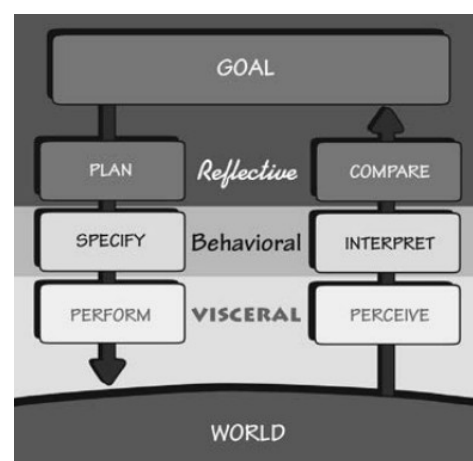 GOAL
PLAN Reflective COMPARE
SPECIFY Behavioral INTERPRET
PERFORM VISCERAL PERCEIVE
WORLD